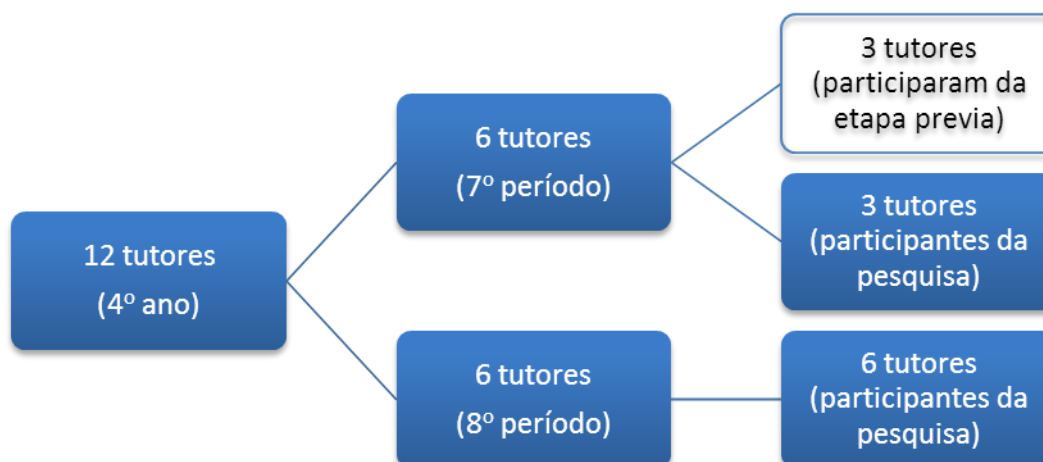 12 tutores
(4º ano)
6 tutores
(7º período)
6 tutores
(8º período)
3 tutores
(participaram da
etapa previa)
3 tutores
(participantes da
pesquisa)
6 tutores
(participantes da
pesquisa)